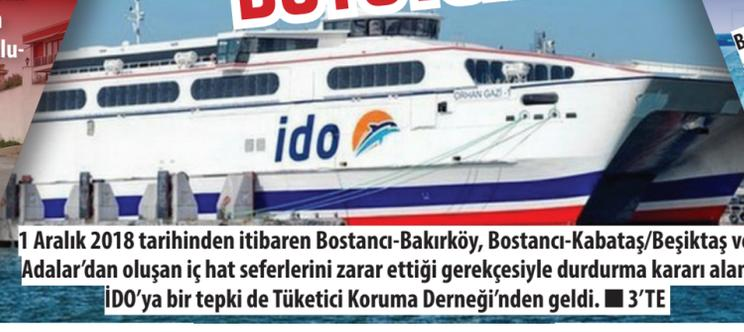 lu-
B
ORHAN GAZİ -1
ido
1 Aralık 2018 tarihinden itibaren Bostancı-Bakırköy, Bostancı-Kabataş/Beşiktaş ve
Adalar’dan oluşan iç hat seferlerini zarar ettiği gerekçesiyle durdurma kararı alan
İDO’ya bir tepki de Tüketici Koruma Derneği’nden geldi. ■ 3’TE